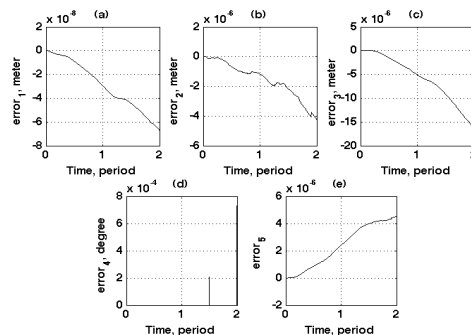 (a) (b) (c)
x 10⁻⁸ x 10⁻⁶ x 10⁻⁶
2 2 5
0 0 0
-2 -2 -5
-4 -4 -10
-6 -6 -15
-8 -8 -20
error₁, meter error₂, meter error₃, meter
0 1 2 0 1 2 0 1 2
Time, period Time, period Time, period
(d) (e)
x 10⁻⁴ x 10⁻⁶
8 6
6 4
4 2
2 0
0 -2
error₄, degree error₅
0 1 2 0 1 2
Time, period Time, period